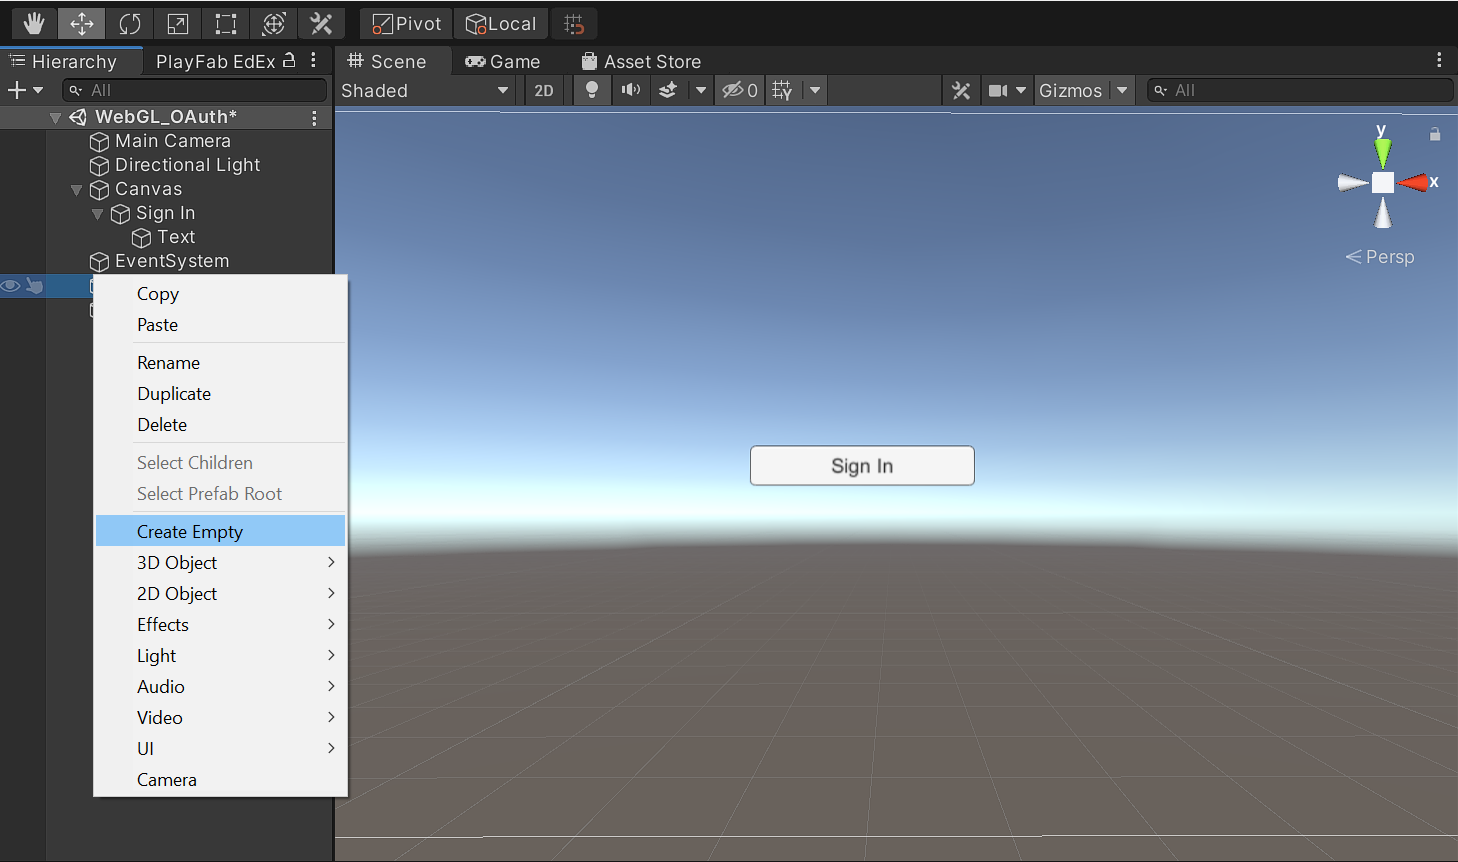 Pivot Local
Hierarchy PlayFab EdEx Scene Game Asset Store
All Shaded 2D 0 Gizmos All
WebGL_OAuth*
Main Camera
Directional Light
Canvas
Sign In
Text
EventSystem
Copy
Paste
Rename
Duplicate
Delete
Select Children
Select Prefab Root
Create Empty
3D Object
2D Object
Effects
Light
Audio
Video
UI
Camera
y
x
Persp
Sign In